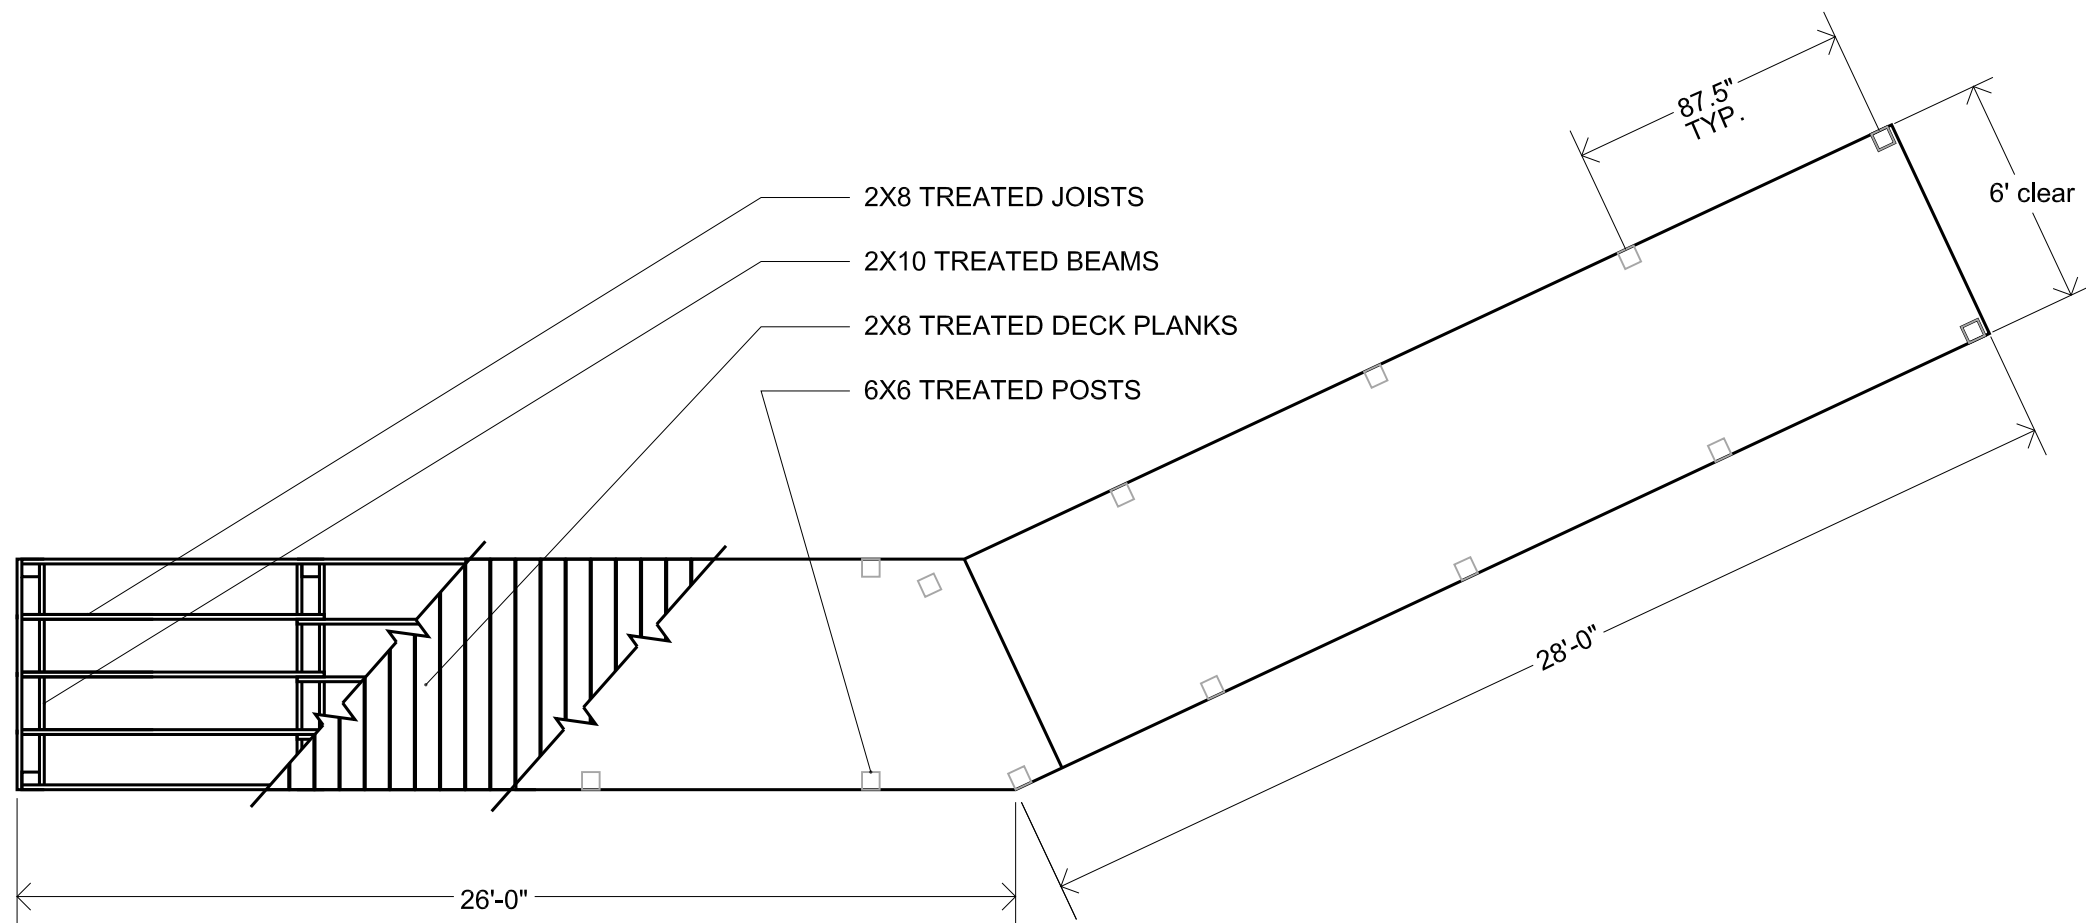 87.5"
TYP.
6' clear
2X8 TREATED JOISTS
2X10 TREATED BEAMS
2X8 TREATED DECK PLANKS
6X6 TREATED POSTS
28'-0"
26'-0"